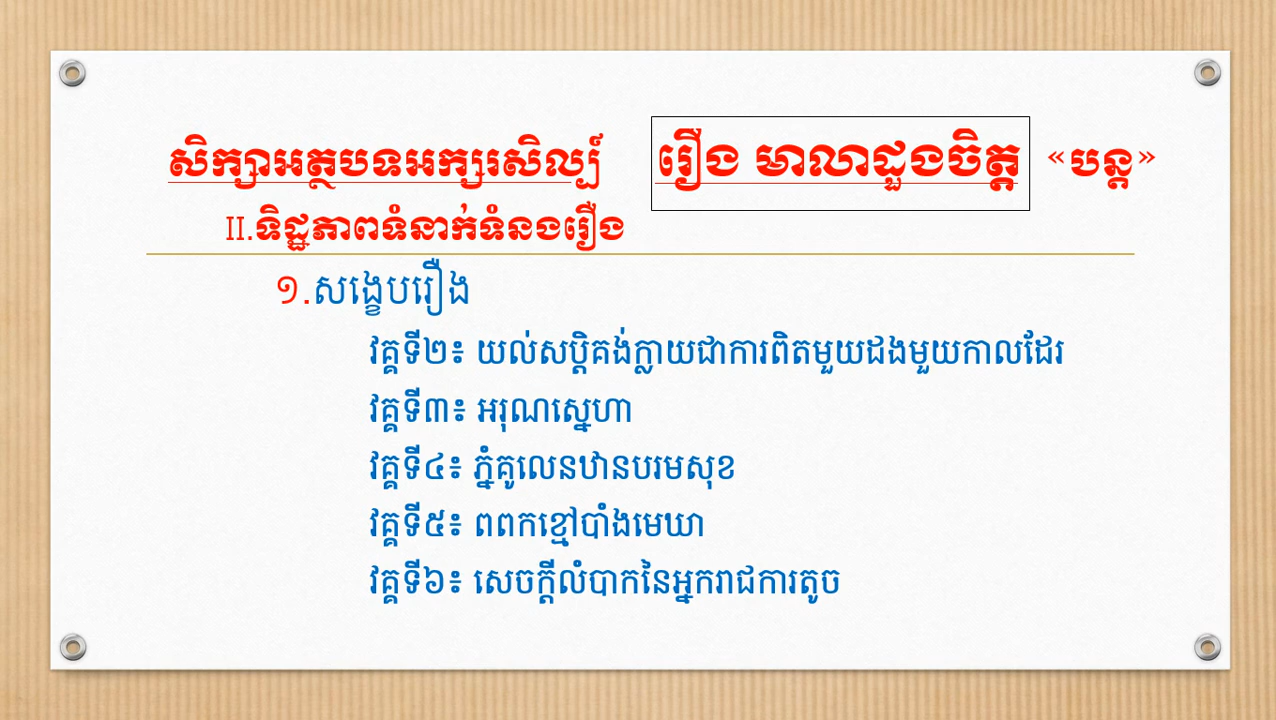 សិក្សាអត្ថបទអក្សរសិល្ប៍ រឿង មាលាដួងចិត្ត «បន្ត»
II.ទិដ្ឋភាពទំនាក់ទំនងរឿង
១.សង្ខេបរឿង
វគ្គទី២៖ យល់សប្តិគង់ក្លាយជាការពិតមួយដងមួយកាលដែរ
វគ្គទី៣៖ អរុណស្នេហា
វគ្គទី៤៖ ភ្នំគូលេនឋានបរមសុខ
វគ្គទី៥៖ ពពកខ្មៅបាំងមេឃា
វគ្គទី៦៖ សេចក្តីលំបាកនៃអ្នករាជការតូច